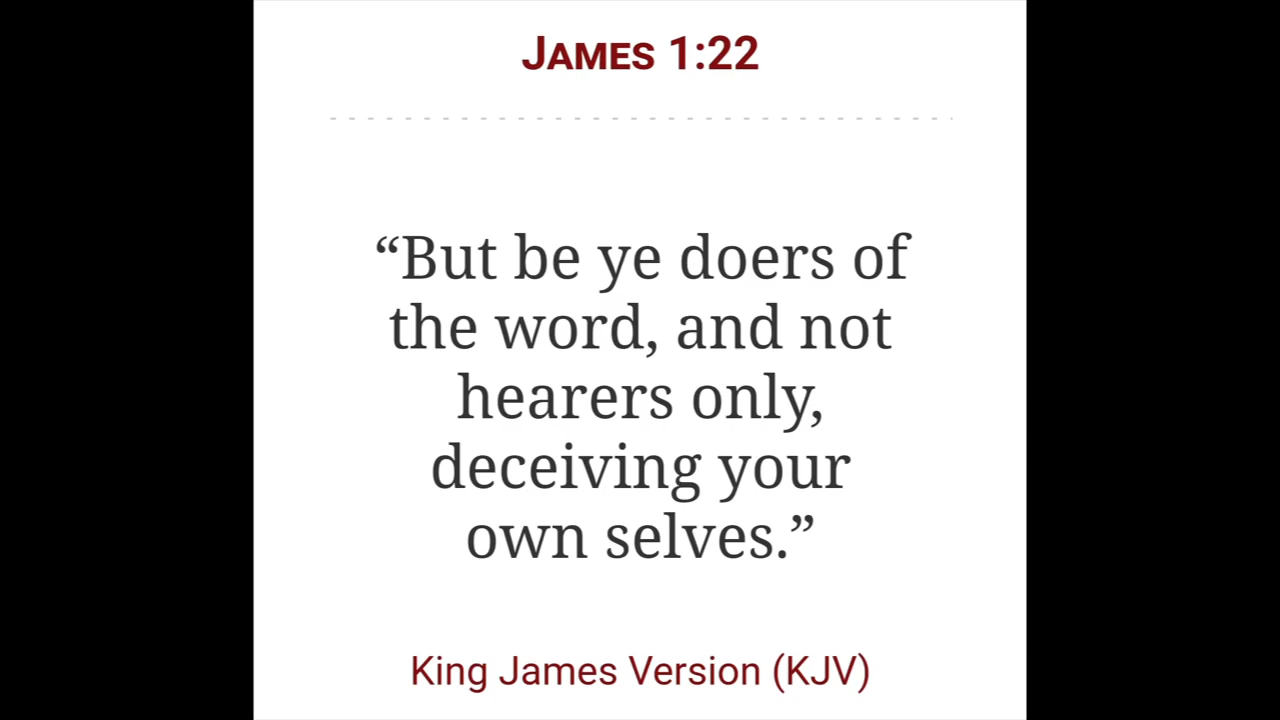 JAMES 1:22
“But be ye doers of
the word, and not
hearers only,
deceiving your
own selves.”
King James Version (KJV)